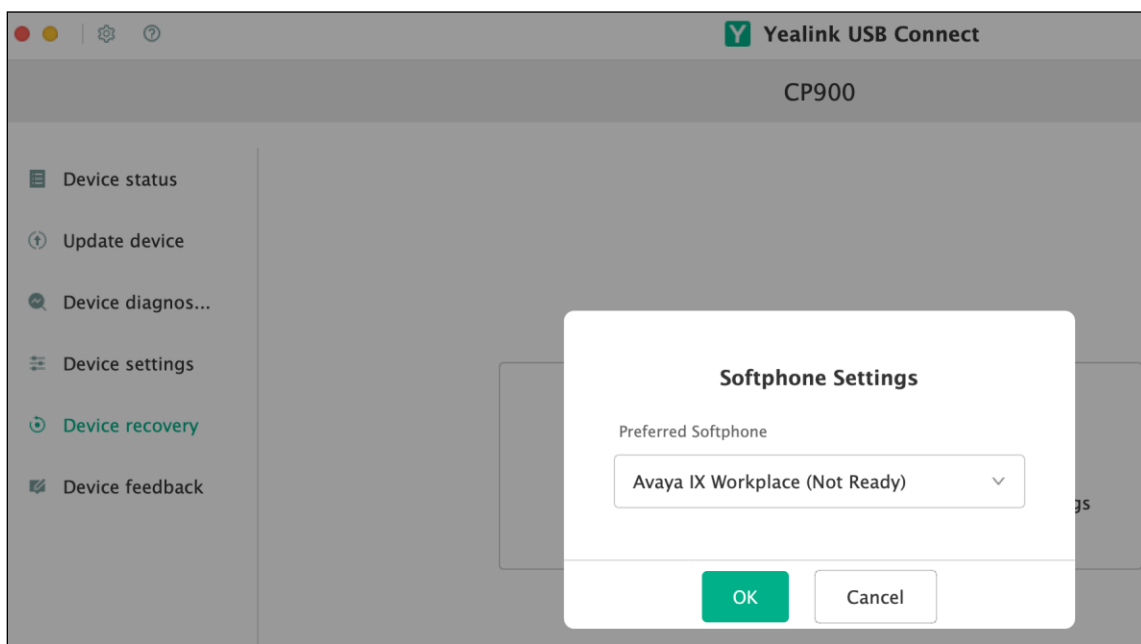 Yealink USB Connect
CP900
Device status
Update device
Device diagnos...
Device settings
Device recovery
Device feedback
Softphone Settings
Preferred Softphone
Avaya IX Workplace (Not Ready)
gs
OK
Cancel